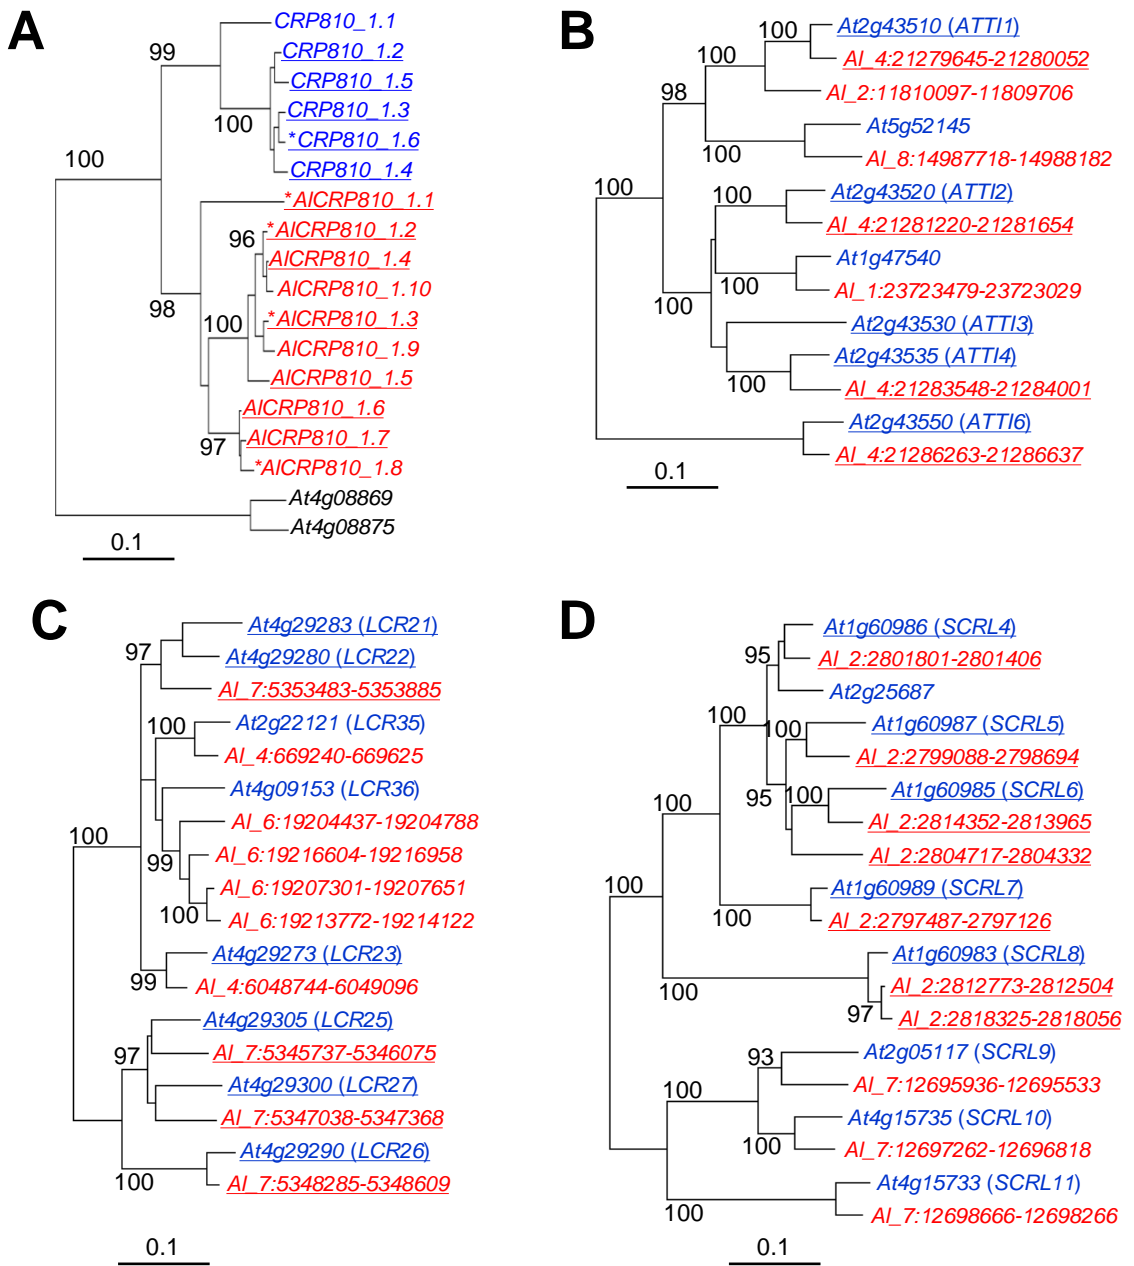 A
99
CRP810_1.1
CRP810_1.2
CRP810_1.5
CRP810_1.3
100
*CRP810_1.6
CRP810_1.4
100
*AlCRP810_1.1
*AlCRP810_1.2
96
AlCRP810_1.4
AlCRP810_1.10
98
*AlCRP810_1.3
100
AlCRP810_1.9
AlCRP810_1.5
AlCRP810_1.6
AlCRP810_1.7
97
*AlCRP810_1.8
At4g08869
At4g08875
0.1
B
100
At2g43510 (ATTI1)
100
Al_4:21279645-21280052
98
Al_2:11810097-11809706
At5g52145
100
Al_8:14987718-14988182
100
100
At2g43520 (ATTI2)
Al_4:21281220-21281654
At1g47540
100
Al_1:23723479-23723029
100
At2g43530 (ATTI3)
At2g43535 (ATTI4)
100
Al_4:21283548-21284001
At2g43550 (ATTI6)
Al_4:21286263-21286637
0.1
C
At4g29283 (LCR21)
97
At4g29280 (LCR22)
Al_7:5353483-5353885
100
At2g22121 (LCR35)
Al_4:669240-669625
At4g09153 (LCR36)
100
Al_6:19204437-19204788
99
Al_6:19216604-19216958
Al_6:19207301-19207651
100
Al_6:19213772-19214122
At4g29273 (LCR23)
99
Al_4:6048744-6049096
At4g29305 (LCR25)
97
Al_7:5345737-5346075
At4g29300 (LCR27)
Al_7:5347038-5347368
At4g29290 (LCR26)
100
Al_7:5348285-5348609
0.1
D
At1g60986 (SCRL4)
95
Al_2:2801801-2801406
At2g25687
100
100
At1g60987 (SCRL5)
Al_2:2799088-2798694
95
100
At1g60985 (SCRL6)
100
Al_2:2814352-2813965
Al_2:2804717-2804332
100
At1g60989 (SCRL7)
100
Al_2:2797487-2797126
At1g60983 (SCRL8)
100
Al_2:2812773-2812504
97
Al_2:2818325-2818056
93
At2g05117 (SCRL9)
100
Al_7:12695936-12695533
At4g15735 (SCRL10)
100
Al_7:12697262-12696818
At4g15733 (SCRL11)
100
Al_7:12698666-12698266
0.1